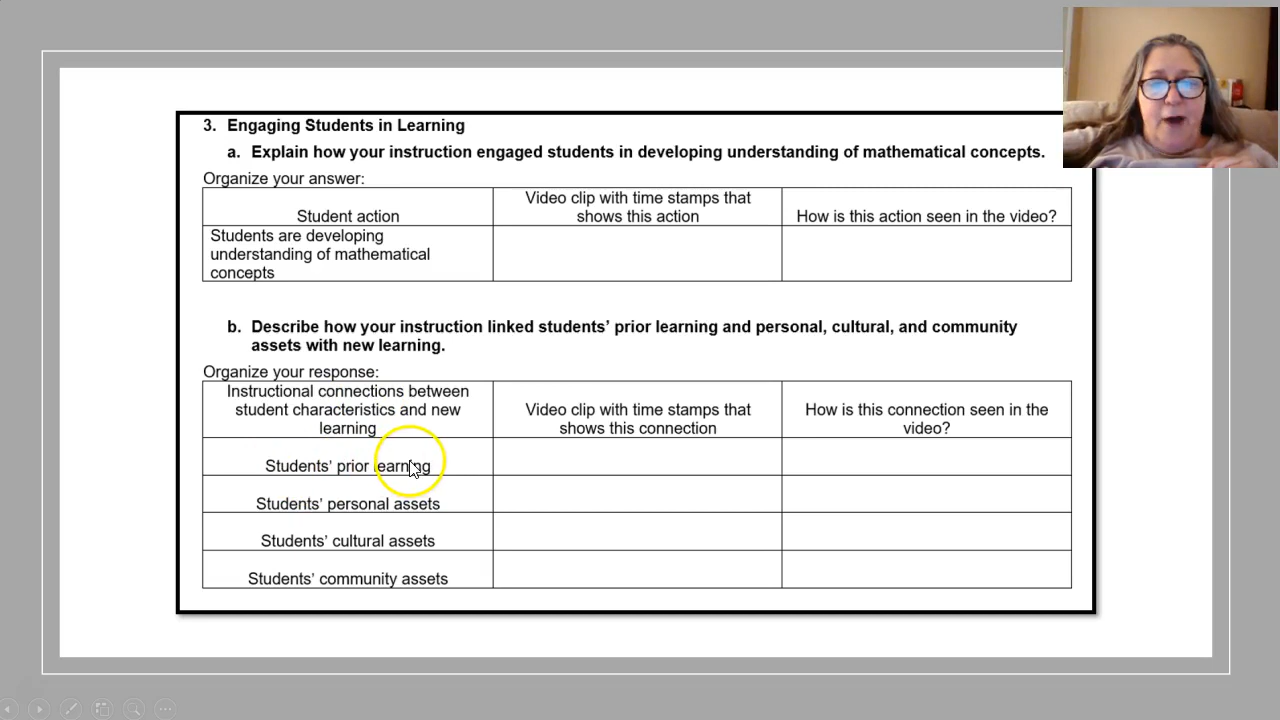 3. Engaging Students in Learning
a. Explain how your instruction engaged students in developing understanding of mathematical concepts.
Organize your answer:
Student action
Video clip with time stamps that
shows this action
How is this action seen in the video?
Students are developing
understanding of mathematical
concepts
b. Describe how your instruction linked students' prior learning and personal, cultural, and community
assets with new learning.
Organize your response:
Instructional connections between
student characteristics and new
learning
Video clip with time stamps that
shows this connection
How is this connection seen in the
video?
Students' prior learning
Students' personal assets
Students' cultural assets
Students' community assets